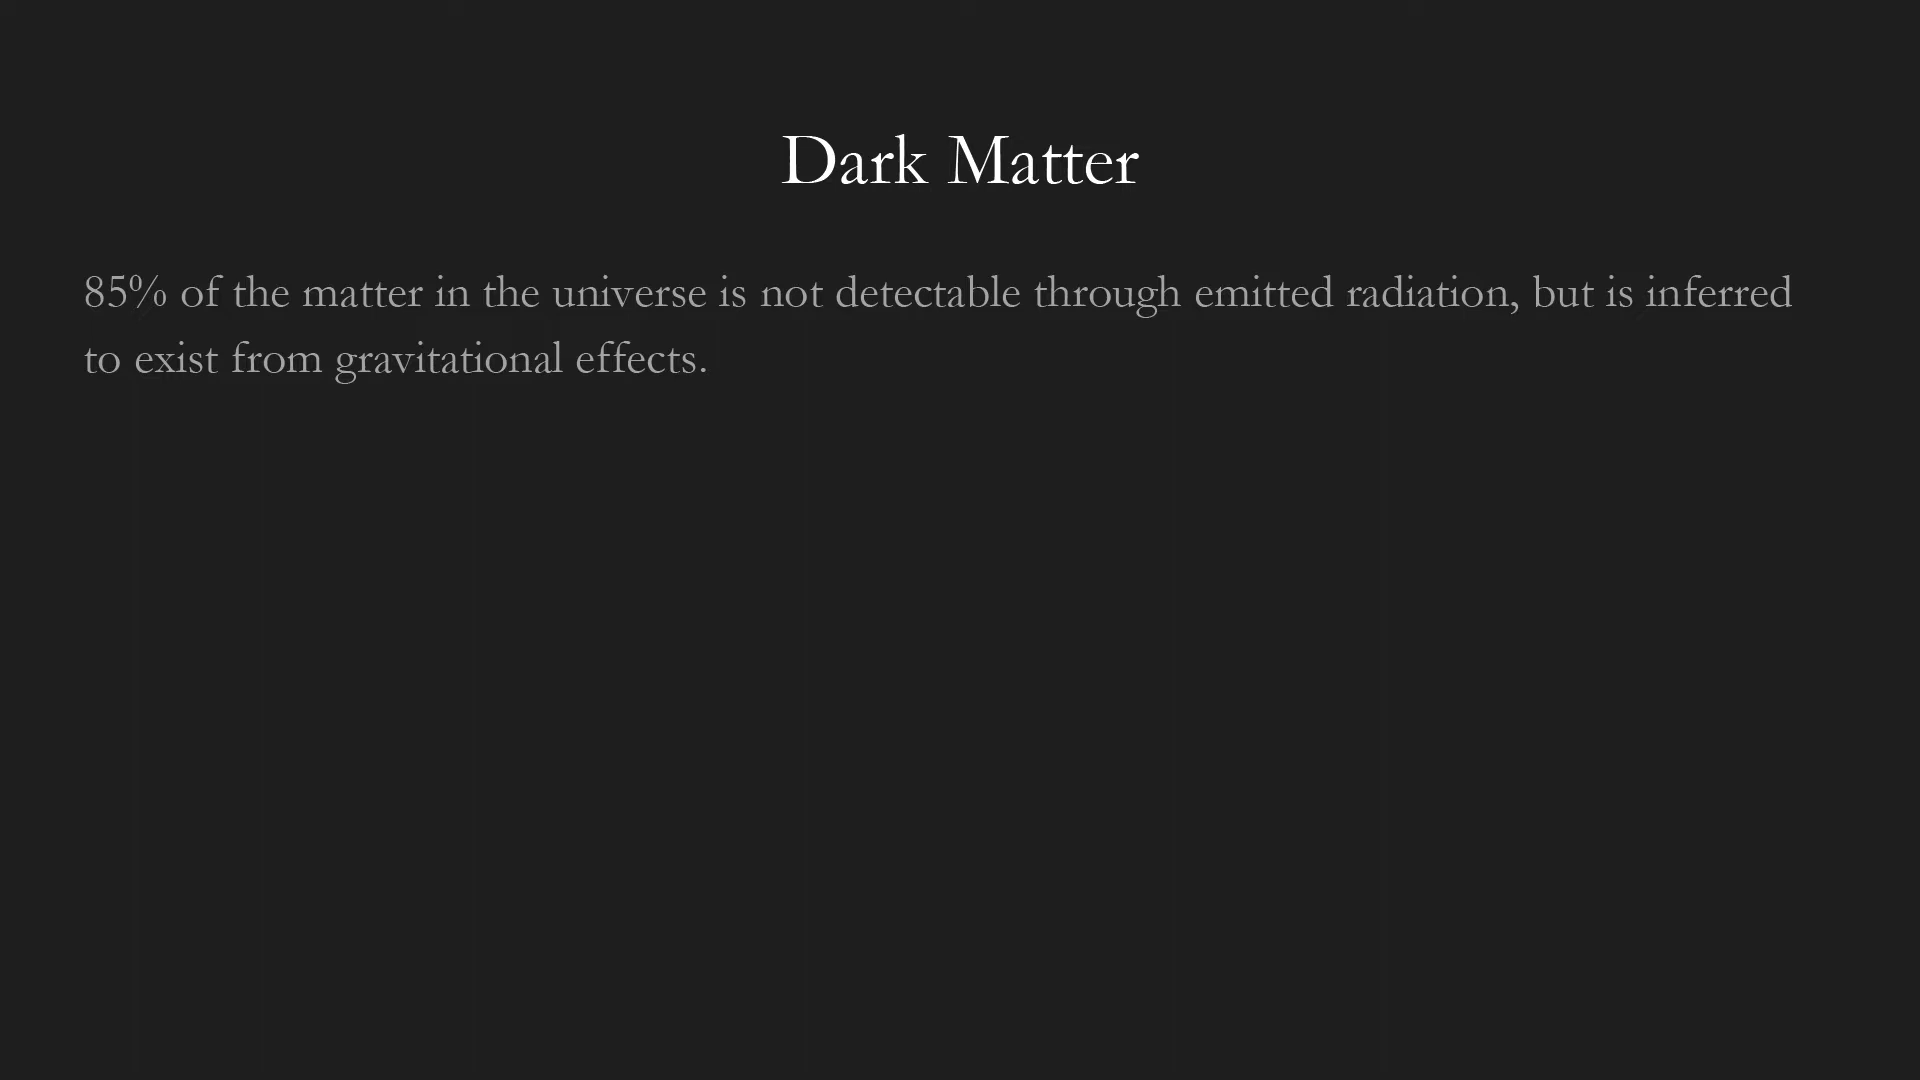 Dark Matter
85% of the matter in the universe is not detectable through emitted radiation, but is inferred
to exist from gravitational effects.